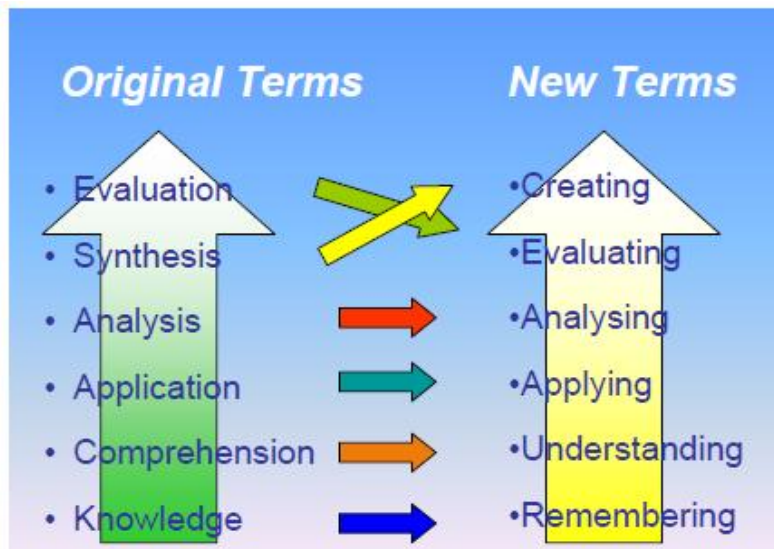 Original Terms
New Terms
• Evaluation
• Synthesis
• Analysis
• Application
• Comprehension
• Knowledge
•Creating
•Evaluating
•Analysing
•Applying
•Understanding
•Remembering